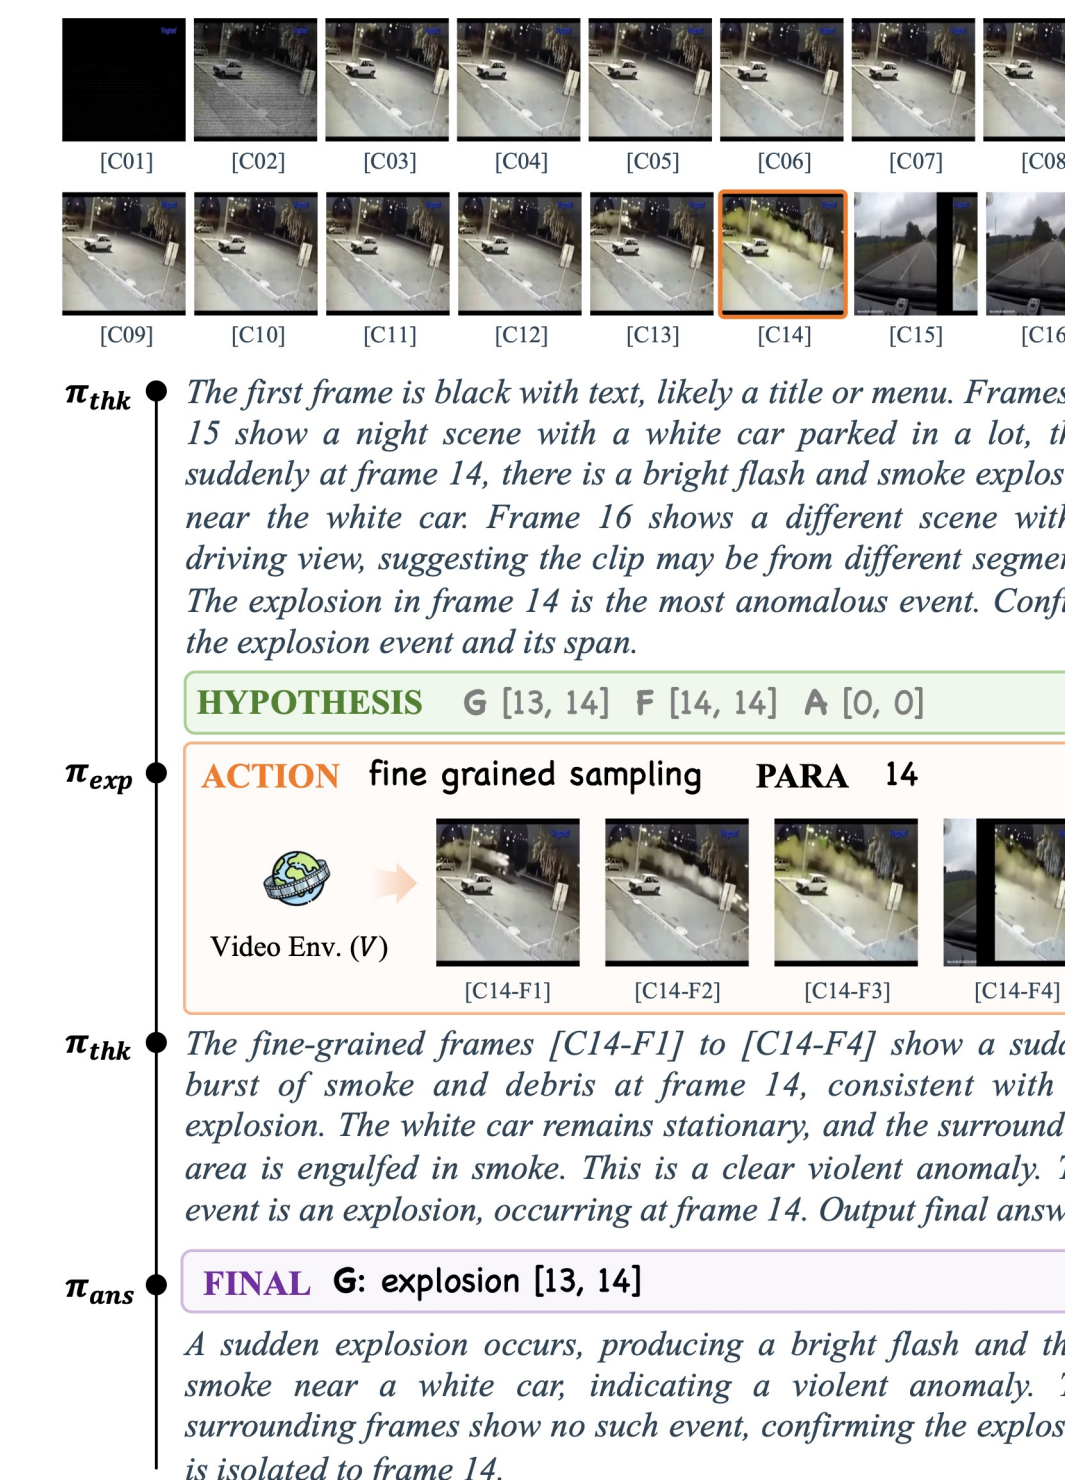 [C01] [C02] [C03] [C04] [C05] [C06] [C07] [C08
[C09] [C10] [C11] [C12] [C13] [C14] [C15] [C16
π_thk The first frame is black with text, likely a title or menu. Frames
15 show a night scene with a white car parked in a lot, th
suddenly at frame 14, there is a bright flash and smoke explos
near the white car. Frame 16 shows a different scene with
driving view, suggesting the clip may be from different segmen
The explosion in frame 14 is the most anomalous event. Confi
the explosion event and its span.
HYPOTHESIS G [13, 14] F [14, 14] A [0, 0]
π_exp ACTION fine grained sampling PARA 14
Video Env. (V)
[C14-F1] [C14-F2] [C14-F3] [C14-F4]
π_thk The fine-grained frames [C14-F1] to [C14-F4] show a sudd
burst of smoke and debris at frame 14, consistent with
explosion. The white car remains stationary, and the surround
area is engulfed in smoke. This is a clear violent anomaly. T
event is an explosion, occurring at frame 14. Output final answ
π_ans FINAL G: explosion [13, 14]
A sudden explosion occurs, producing a bright flash and th
smoke near a white car, indicating a violent anomaly. T
surrounding frames show no such event, confirming the explos
is isolated to frame 14.